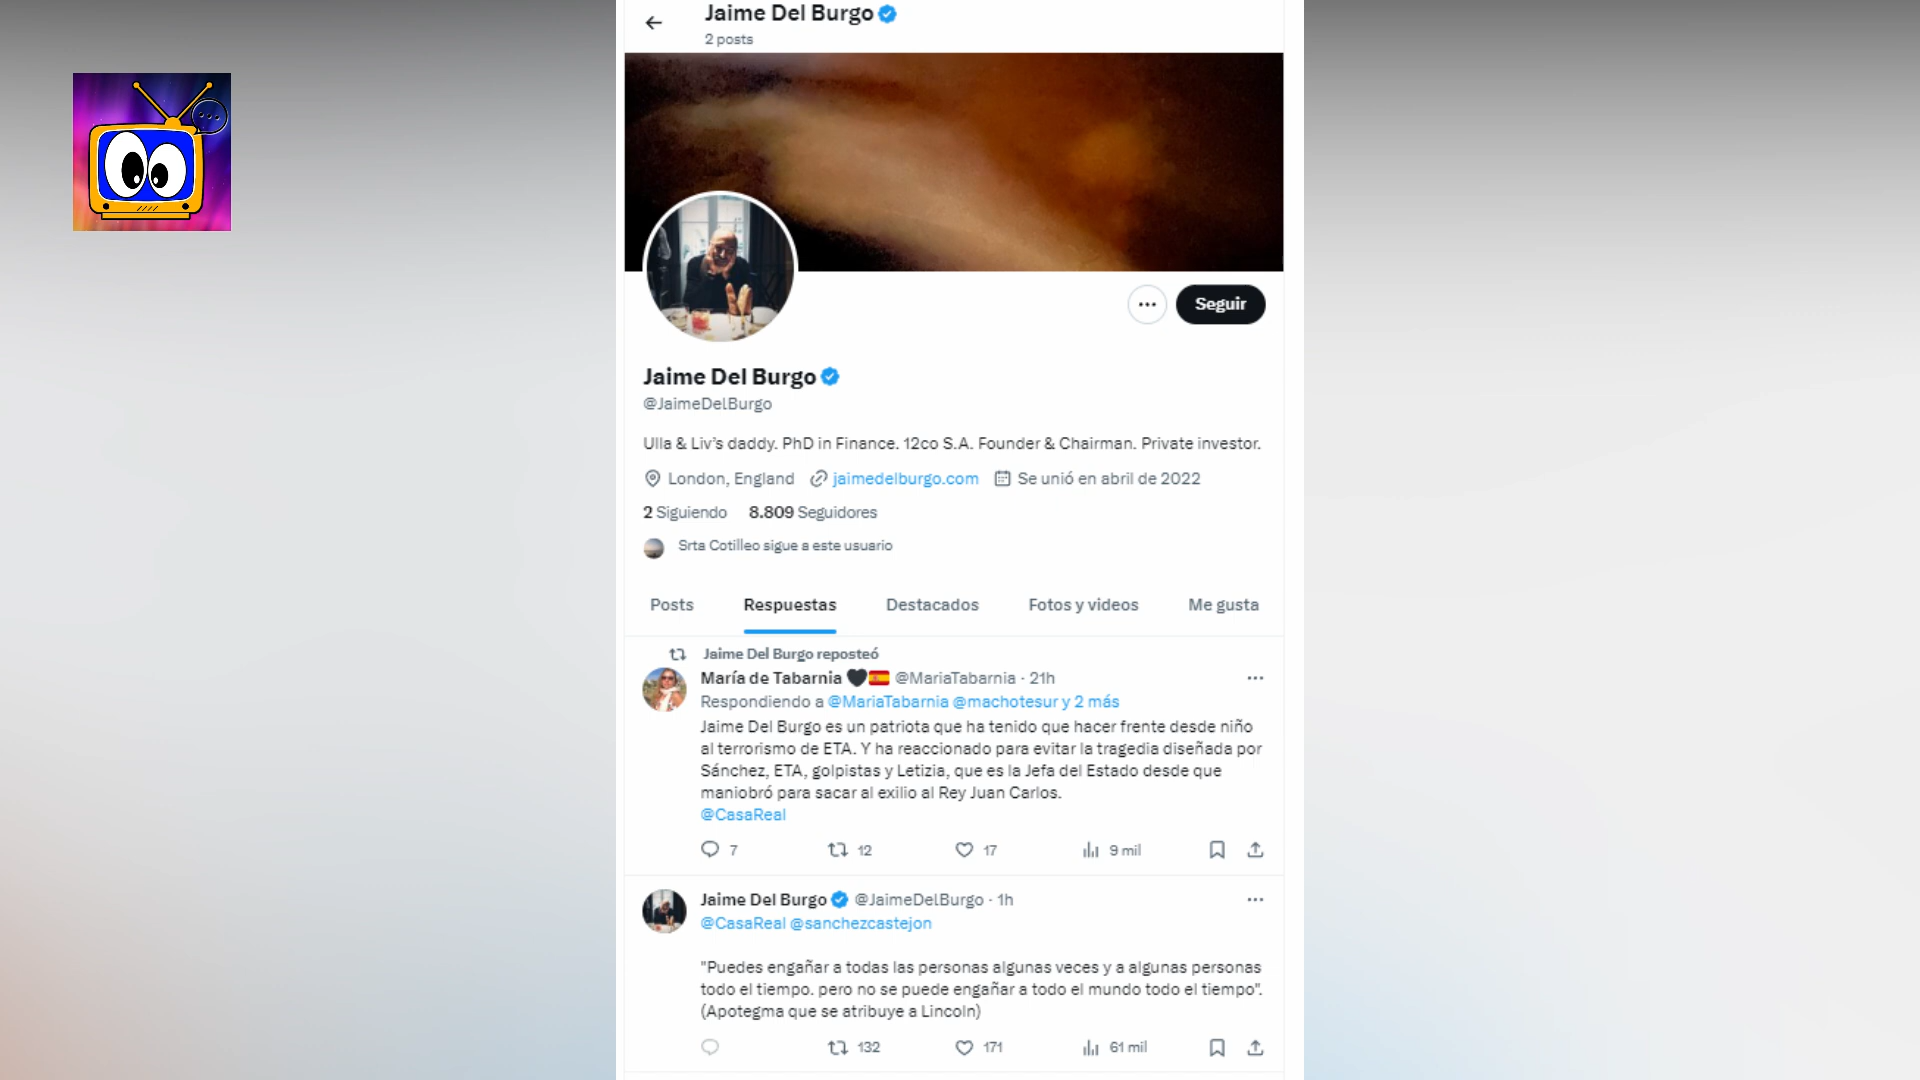 Jaime Del Burgo
2 posts
Seguir
Jaime Del Burgo
@JaimeDelBurgo
Ulla & Liv's daddy. PhD in Finance. 12co S.A. Founder & Chairman. Private investor.
London, England jaimedelburgo.com Se unió en abril de 2022
2 Siguiendo 8.809 Seguidores
Srta Cotilleo sigue a este usuario
Posts Respuestas Destacados Fotos y videos Me gusta
Jaime Del Burgo reposteó
María de Tabarnia 🖤🇪🇸 @MariaTabarnia · 21h
Respondiendo a @MariaTabarnia @machotesur y 2 más
Jaime Del Burgo es un patriota que ha tenido que hacer frente desde niño
al terrorismo de ETA. Y ha reaccionado para evitar la tragedia diseñada por
Sánchez, ETA, golpistas y Letizia, que es la Jefa del Estado desde que
maniobró para sacar al exilio al Rey Juan Carlos.
@CasaReal
7 12 17 9 mil
Jaime Del Burgo @JaimeDelBurgo · 1h
@CasaReal @sanchezcastejon
"Puedes engañar a todas las personas algunas veces y a algunas personas
todo el tiempo. pero no se puede engañar a todo el mundo todo el tiempo".
(Apotegma que se atribuye a Lincoln)
132 171 61 mil